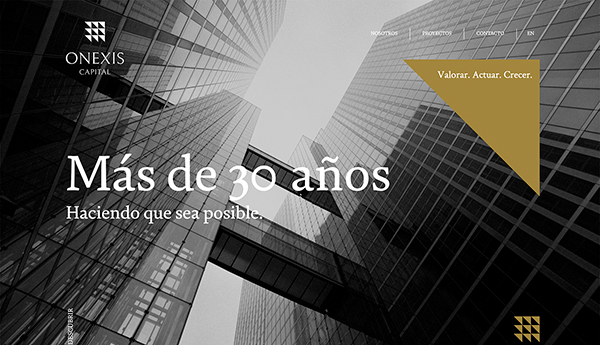 ONEXIS
CAPITAL
NOSOTROS
PROYECTOS
CONTACTO
EN
Valorar. Actuar. Crecer.
Más de 30 años
Haciendo que sea posible.
DESCUBRIR